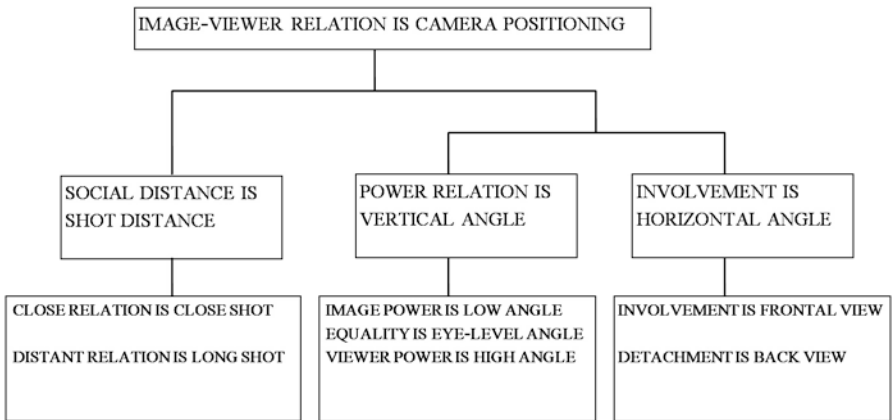 IMAGE-VIEWER RELATION IS CAMERA POSITIONING
SOCIAL DISTANCE IS
SHOT DISTANCE
POWER RELATION IS
VERTICAL ANGLE
INVOLVEMENT IS
HORIZONTAL ANGLE
CLOSE RELATION IS CLOSE SHOT
DISTANT RELATION IS LONG SHOT
IMAGE POWER IS LOW ANGLE
EQUALITY IS EYE-LEVEL ANGLE
VIEWER POWER IS HIGH ANGLE
INVOLVEMENT IS FRONTAL VIEW
DETACHMENT IS BACK VIEW